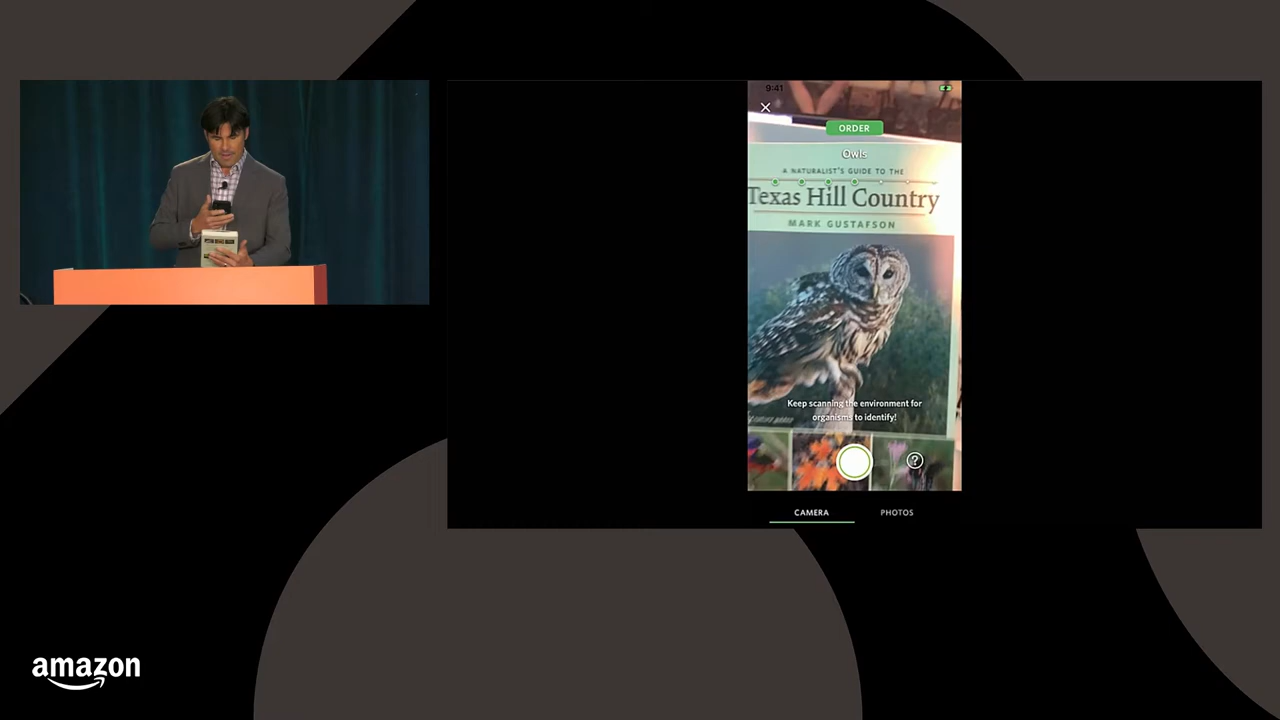 9:41
ORDER
Owls
A NATURALIST'S GUIDE TO THE
Texas Hill Country
MARK GUSTAFSON
Keep scanning the environment for
organisms to identify!
CAMERA
PHOTOS
amazon